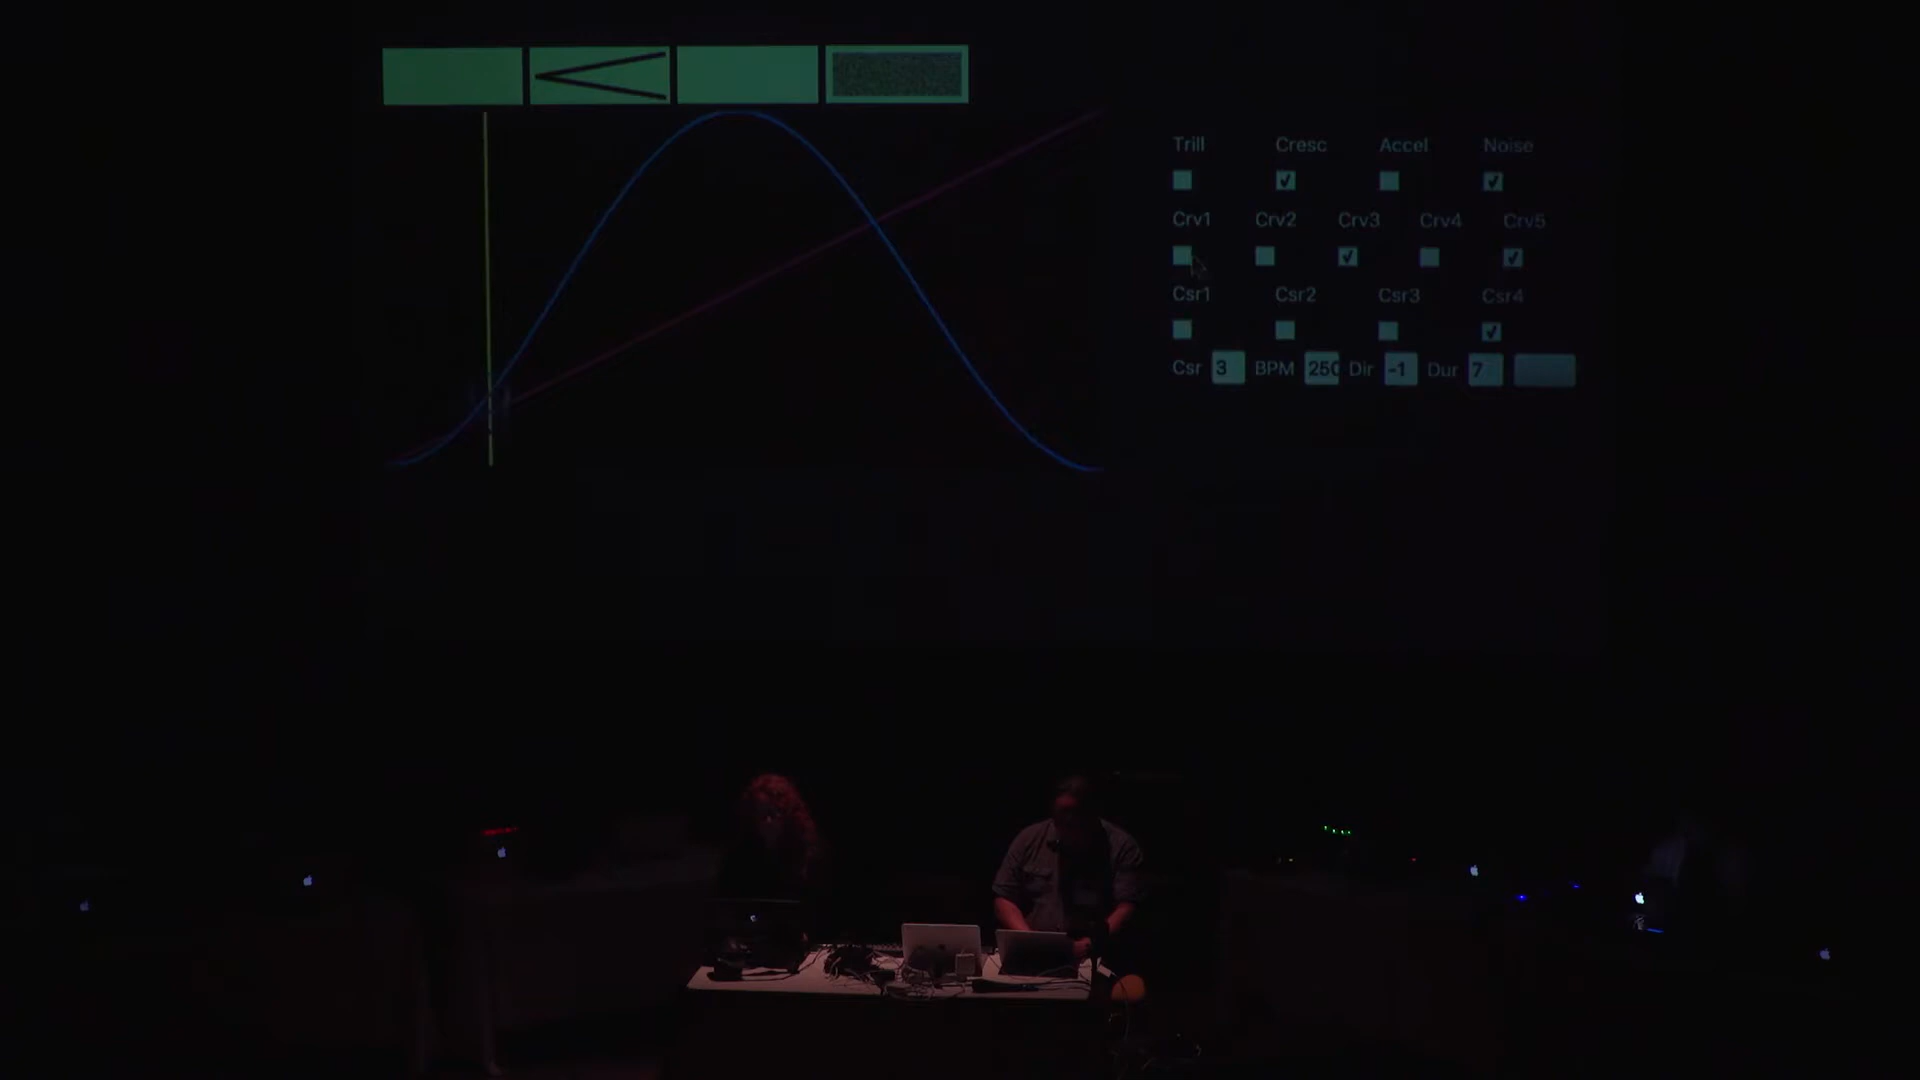 Trill Cresc Accel Noise
Crv1 Crv2 Crv3 Crv4 Crv5
Csr1 Csr2 Csr3 Csr4
Csr 3 BPM 250 Dir -1 Dur 7